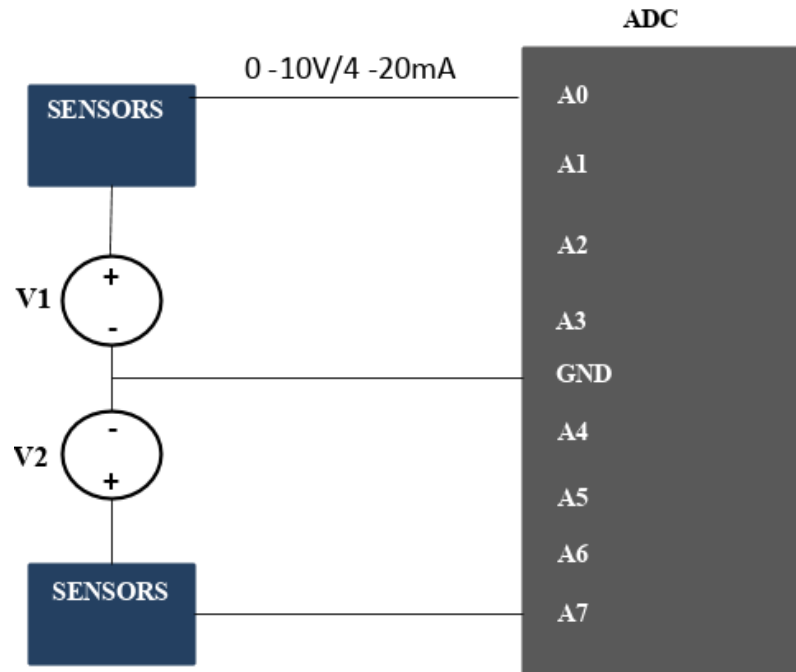 ADC
0 -10V/4 -20mA
SENSORS
A0
A1
A2
+
V1
-
A3
GND
-
A4
V2
+
A5
A6
SENSORS
A7